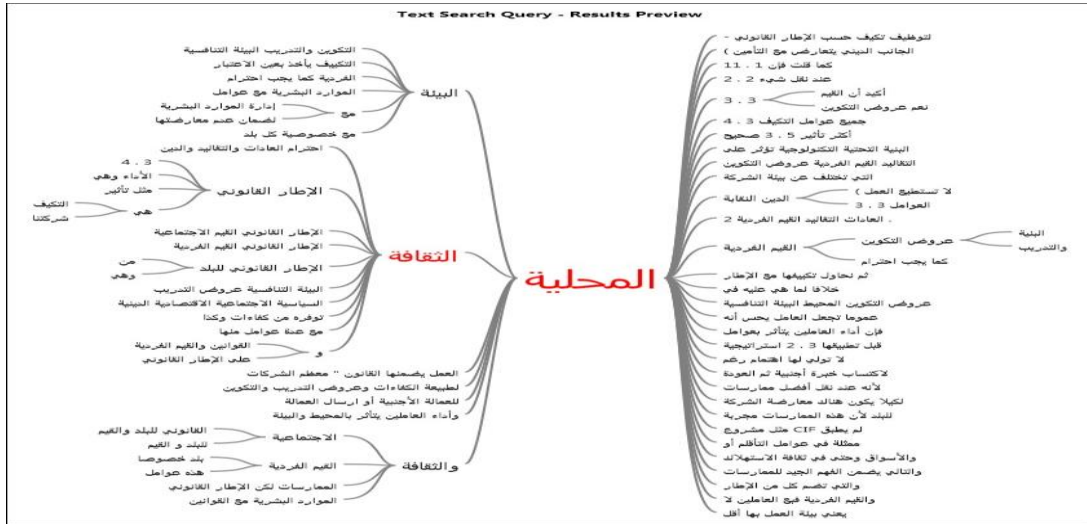 Text Search Query - Results Preview
لتوظيف تكيف حسب الإطار القانوني -
الجانب الديني يتعارض مع التأمين )
كما قلت فإن 1 . 11
عند نقل شيء 2 . 2
أكيد أن القيم
3 . 3
نعم عروض التكوين
جميع عوامل التكيف 3 . 4
أكثر تأثير 5 . 3 صحيح
البنية التحتية التكنولوجية تؤثر على
التقاليد القيم الفردية عروض التكوين
التي تختلف عن بيئة الشركة
لا تستطيع العمل )
الدين النقابة
العوامل 3 . 3
. العادات التقاليد القيم الفردية 2
البنية
عروض التكوين
والتدريب
القيم الفردية
كما يجب احترام
ثم نحاول تكييفها مع الإطار
خلافا لما هي عليه في
عروض التكوين المحيط البيئة التنافسية
عموما تجعل العامل يحس أنه
فإن أداء العاملين يتأثر بعوامل
قبل تطبيقها 3 . 2 استراتيجية
لا تولي لها اهتمام رغم
لاكتساب خبرة أجنبية ثم العودة
لأنه عند نقل أفضل ممارسات
لكيلا يكون هناك معارضة الشركة
للبلد لأن هذه الممارسات مجربة
لم يطبق CIF مثل مشروع
ممثلة في عوامل التأقلم أو
والأسواق وحتى في ثقافة الاستهلاك
والتالي يضمن الفهم الجيد للممارسات
والتي تضم كل من الإطار
والقيم الفردية فبع العاملين لا
يعني بيئة العمل بها أقل
المحلية
التكوين والتدريب البيئة التنافسية
التكييف يأخذ بعين الاعتبار
الفردية كما يجب احترام
البيئة
الموارد البشرية مع عوامل
إدارة الموارد البشرية
مع
لضمان عدم معارضتها
مع خصوصية كل بلد
احترام العادات والتقاليد والدين
3 . 4
الأداء وهي
الإطار القانوني
مثل تأثير
التكيف
هي
شركتنا
الإطار القانوني القيم الاجتماعية
الإطار القانوني القيم الفردية
الثقافة
من
الإطار القانوني للبلد
وهي
البيئة التنافسية عروض التدريب
السياسية الاجتماعية الاقتصادية الدينية
توفره من كفاءات وكذا
مع عدة عوامل منها
القوانين والقيم الفردية
و
على الإطار القانوني
العمل يضمنها القانون " معظم الشركات
لطبيعة الكفاءات وعروض التدريب والتكوين
للعمالة الأجنبية أو ارسال العمالة
وأداء العاملين يتأثر بالمحيط والبيئة
القانوني للبلد والقيم
الاجتماعية
للبلد و القيم
والثقافة
بلد خصوصا
القيم الفردية
هذه عوامل
الممارسات لكن الإطار القانوني
الموارد البشرية مع القوانين